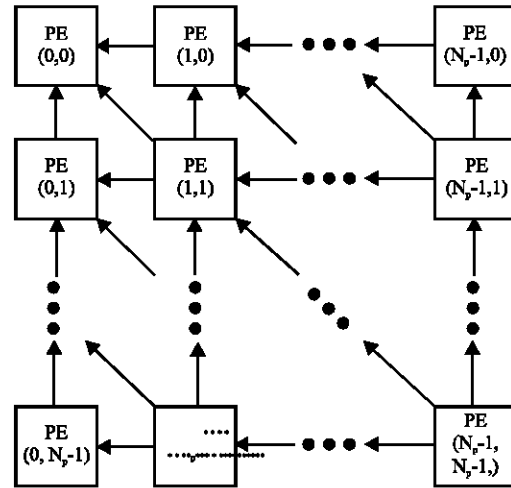 PE
(0,0)
PE
(1,0)
PE
(Nₚ-1,0)
PE
(0,1)
PE
(1,1)
PE
(Nₚ-1,1)
PE
(0, Nₚ-1)
PE
(Nₚ-1,
Nₚ-1,)